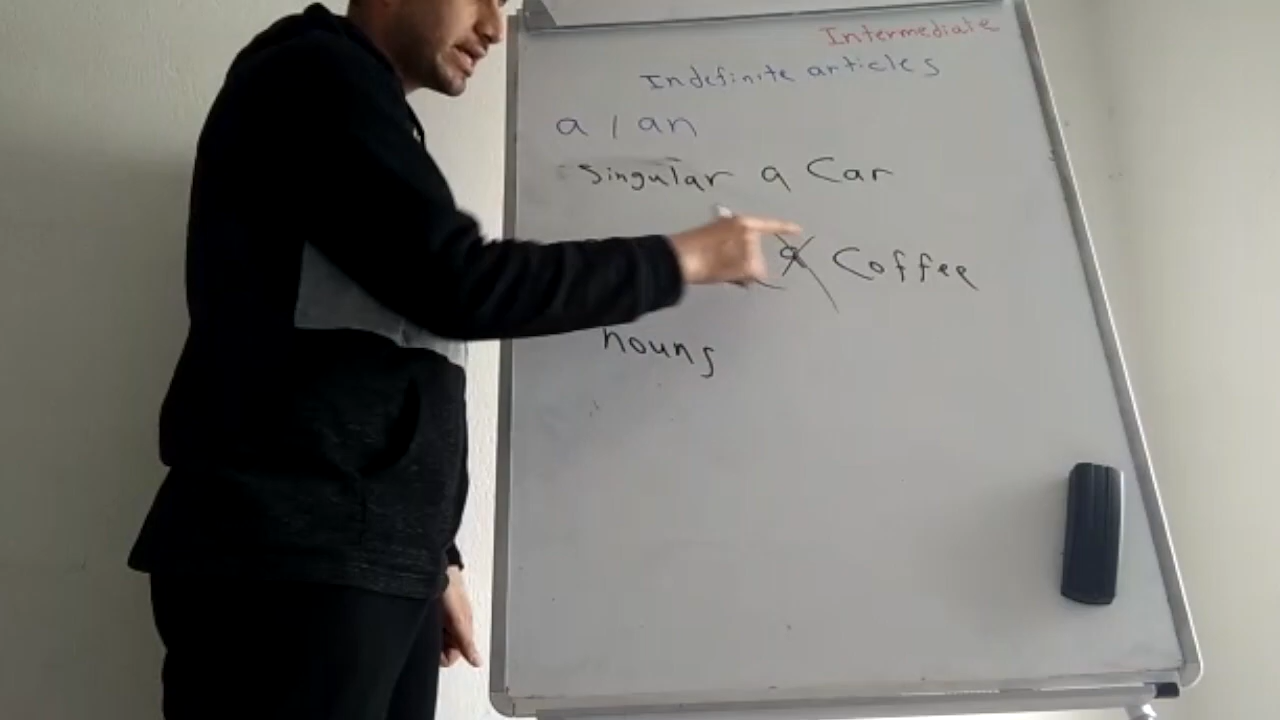 Intermediate
Indefinite articles
a / an
Singular a Car
a Coffee
nouns